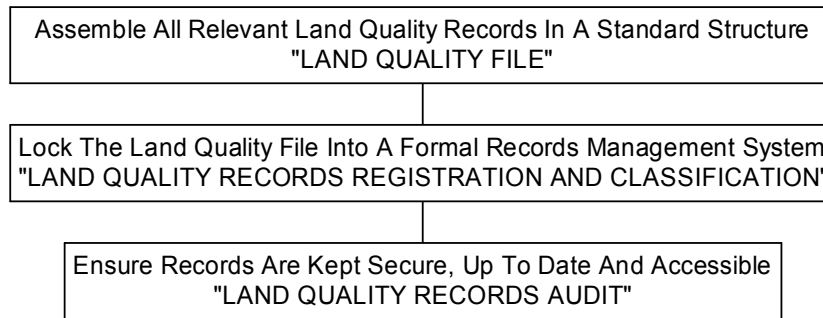 Assemble All Relevant Land Quality Records In A Standard Structure
"LAND QUALITY FILE"
Lock The Land Quality File Into A Formal Records Management System
"LAND QUALITY RECORDS REGISTRATION AND CLASSIFICATION"
Ensure Records Are Kept Secure, Up To Date And Accessible
"LAND QUALITY RECORDS AUDIT"